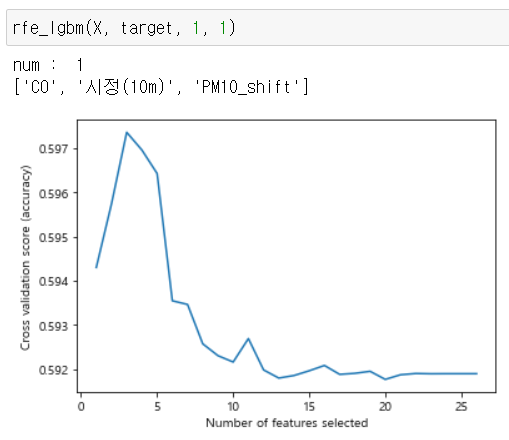 rfe_lgbm(X, target, 1, 1)
num :  1
['CO', '시정(10m)', 'PM10_shift']
Cross validation score (accuracy)
0.597
0.596
0.595
0.594
0.593
0.592
0 5 10 15 20 25
Number of features selected